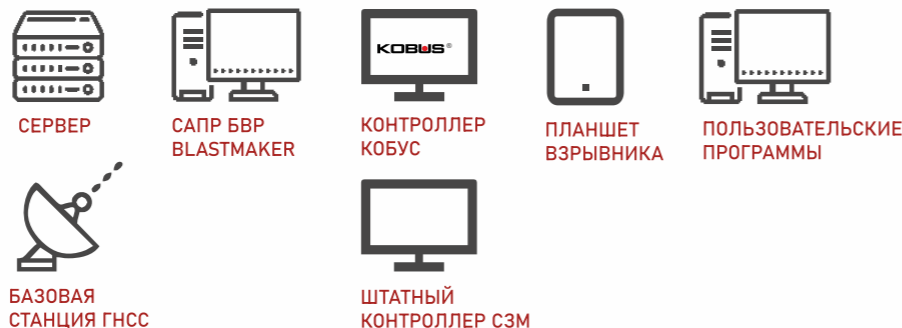 KOBUS®
СЕРВЕР
САПР БВР
BLASTMAKER
КОНТРОЛЛЕР
КОБУС
ПЛАНШЕТ
ВЗРЫВНИКА
ПОЛЬЗОВАТЕЛЬСКИЕ
ПРОГРАММЫ
БАЗОВАЯ
СТАНЦИЯ ГНСС
ШТАТНЫЙ
КОНТРОЛЛЕР СЗМ